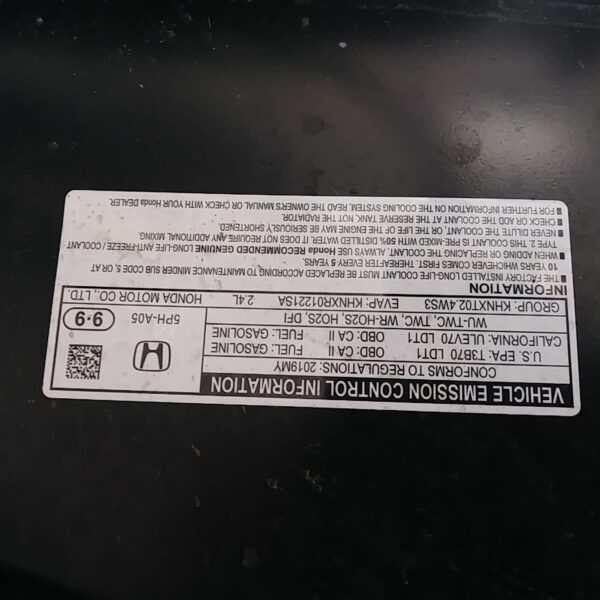 VEHICLE EMISSION CONTROL INFORMATION
CONFORMS TO REGULATIONS: 2019MY
U.S. EPA: T3B70 LDT1 OBD: CA II FUEL: GASOLINE
CALIFORNIA: ULEV70 LDT1 OBD: CA II FUEL: GASOLINE
WU-TWC, TWC, WR-HO2S, HO2S, DFI
5PH-A05
9-9
GROUP: KHNXT02.4WS3 EVAP: KHNXR01221SA 2.4L HONDA MOTOR CO., LTD.
INFORMATION
■ FACTORY INSTALLED LONG-LIFE COOLANT MUST BE REPLACED ACCORDING TO MAINTENANCE MINDER SUB CODE 5, OR AT
10 YEARS WHICHEVER COMES FIRST. THEREAFTER EVERY 5 YEARS.
■ WHEN ADDING OR REPLACING THE COOLANT, ALWAYS USE Honda RECOMMENDED GENUINE LONG-LIFE ANTI-FREEZE/COOLANT
TYPE 2. THIS COOLANT IS PRE-MIXED WITH 50% DISTILLED WATER. IT DOES NOT REQUIRE ANY ADDITIONAL MIXING.
■ NEVER DILUTE COOLANT, OR THE LIFE OF THE ENGINE MAY BE SERIOUSLY SHORTENED.
■ CHECK OR ADD COOLANT AT THE RESERVE TANK, NOT THE RADIATOR.
■ FOR FURTHER INFORMATION ON THE COOLING SYSTEM, READ THE OWNER'S MANUAL OR CHECK WITH YOUR Honda DEALER.